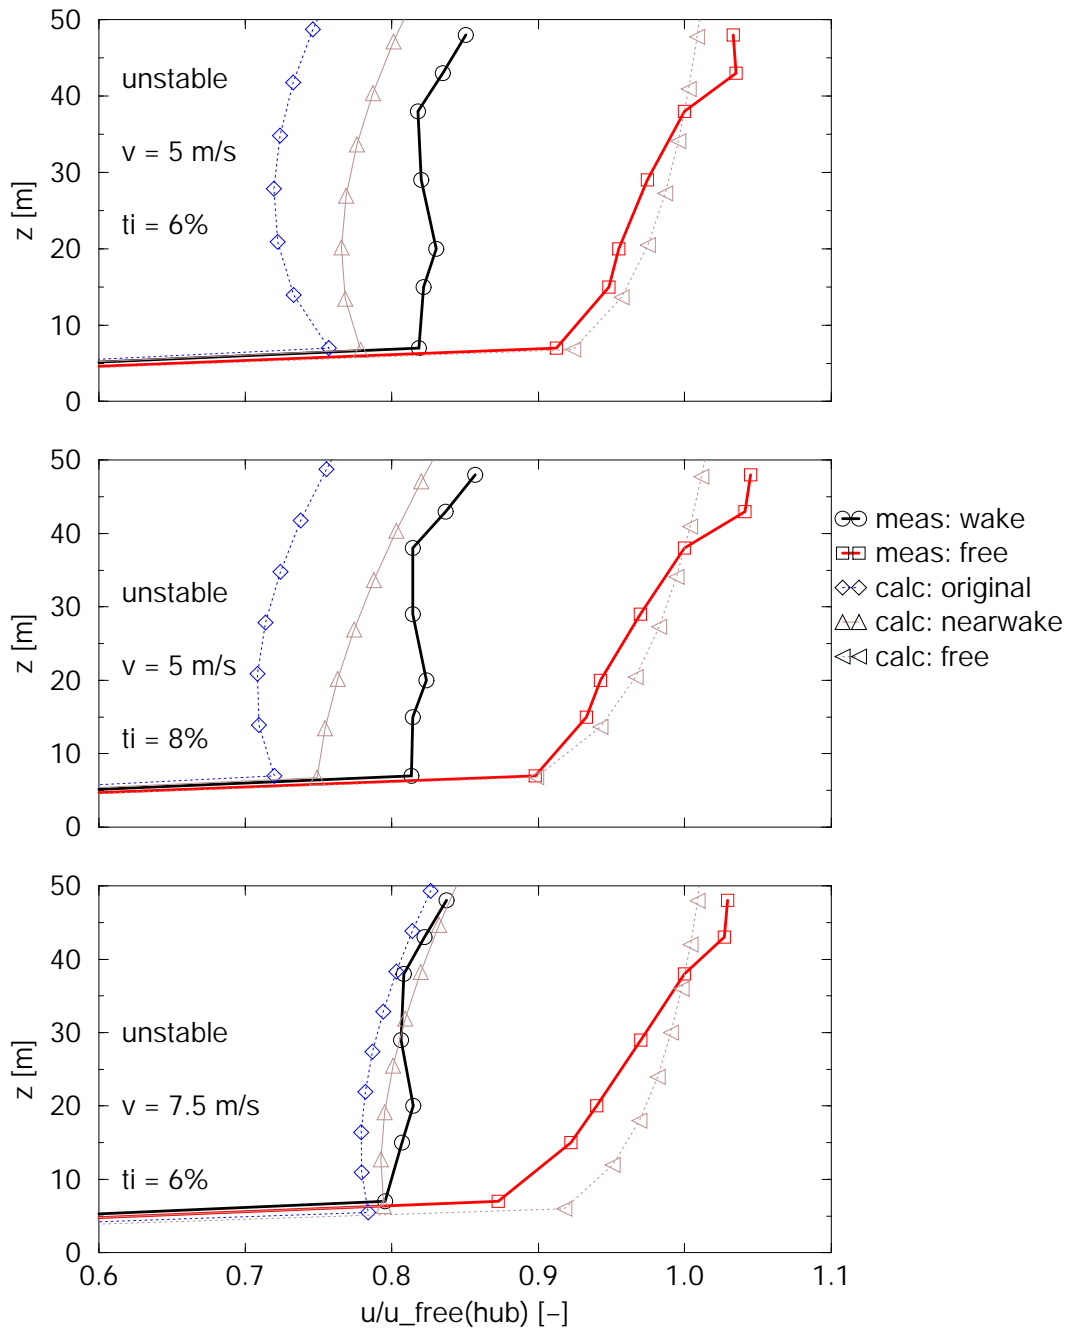 50
40
30
20
10
0
z [m]
unstable
v = 5 m/s
ti = 6%
50
40
30
20
10
0
z [m]
unstable
v = 5 m/s
ti = 8%
meas: wake
meas: free
calc: original
calc: nearwake
calc: free
50
40
30
20
10
0
z [m]
unstable
v = 7.5 m/s
ti = 6%
0.6 0.7 0.8 0.9 1.0 1.1
u/u_free(hub) [−]